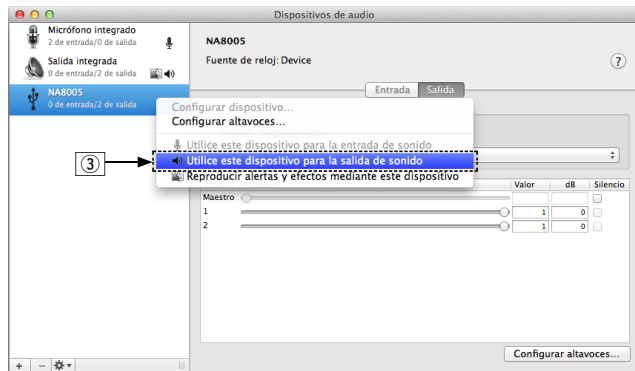 Dispositivos de audio
Micrófono integrado
2 de entrada/0 de salida
Salida integrada
0 de entrada/2 de salida
NA8005
0 de entrada/2 de salida
NA8005
Fuente de reloj: Device
?
Entrada Salida
Configurar dispositivo...
Configurar altavoces...
Utilice este dispositivo para la entrada de sonido
③ Utilice este dispositivo para la salida de sonido
Reproducir alertas y efectos mediante este dispositivo
Valor dB Silencio
Maestro
1 1 0
2 1 0
Configurar altavoces...
+ −